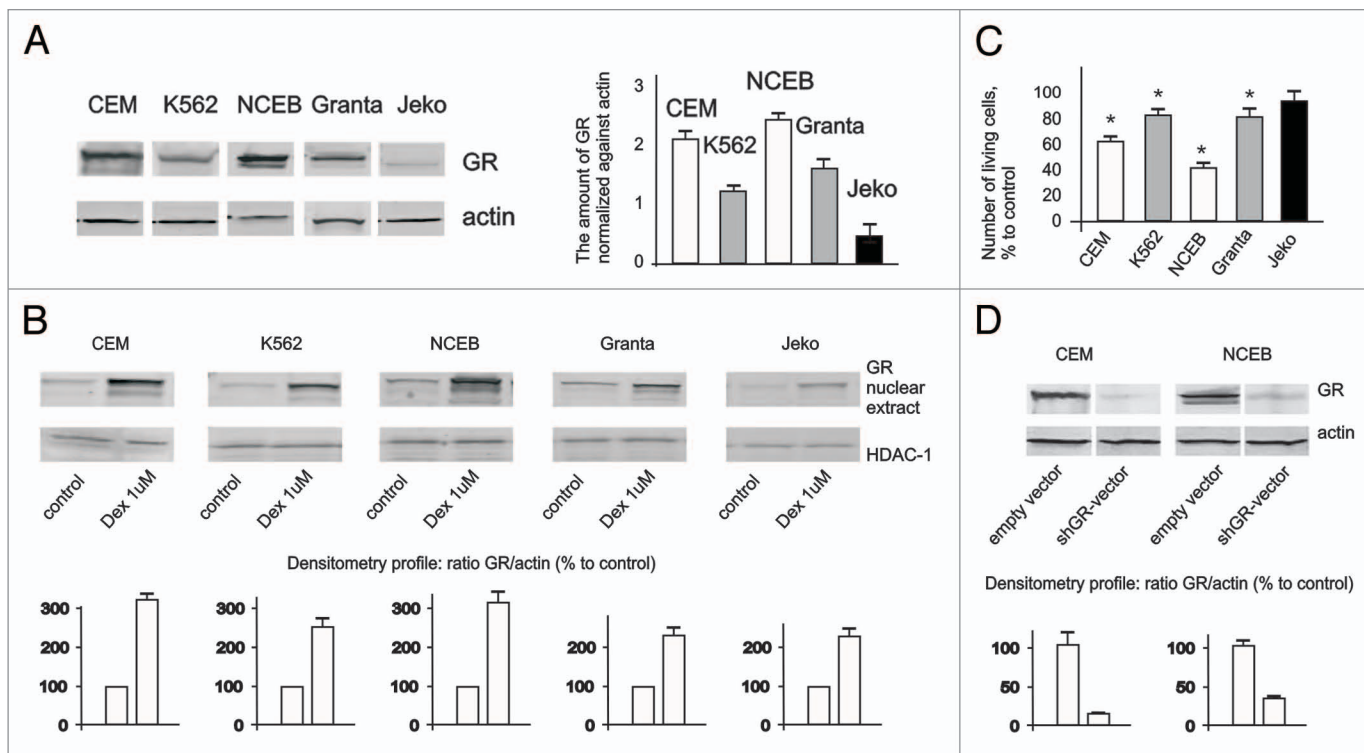 A
CEM K562 NCEB Granta Jeko
GR
actin
The amount of GR
normalized against actin
3
2
1
0
CEM
K562
NCEB
Granta
Jeko
C
Number of living cells,
% to control
100
80
60
40
20
0
* * * *
CEM K562 NCEB Granta Jeko
B
CEM K562 NCEB Granta Jeko
GR
nuclear
extract
HDAC-1
control Dex 1uM control Dex 1uM control Dex 1uM control Dex 1uM control Dex 1uM
Densitometry profile: ratio GR/actin (% to control)
300
200
100
0
300
200
100
0
300
200
100
0
200
100
0
200
100
0
D
CEM NCEB
GR
actin
empty vector shGR-vector empty vector shGR-vector
Densitometry profile: ratio GR/actin (% to control)
100
50
0
100
50
0